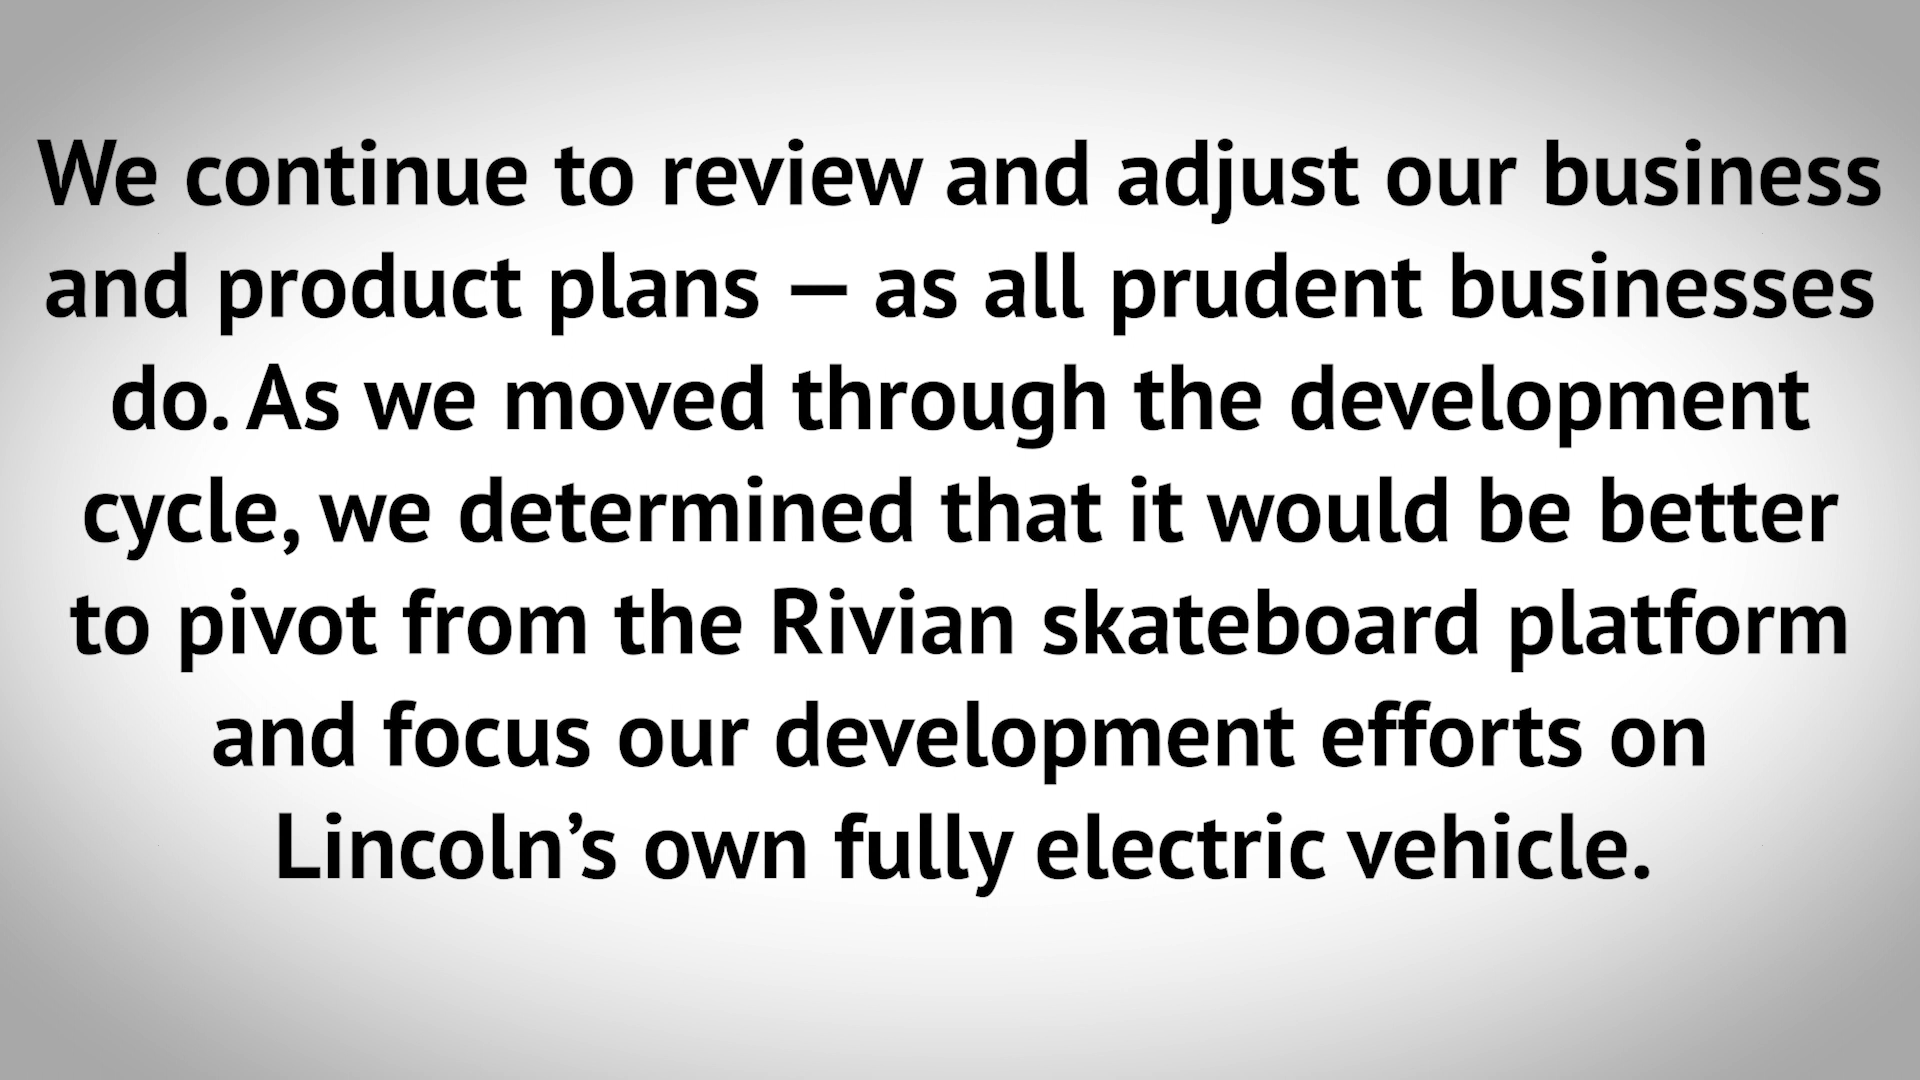 We continue to review and adjust our business
and product plans — as all prudent businesses
do. As we moved through the development
cycle, we determined that it would be better
to pivot from the Rivian skateboard platform
and focus our development efforts on
Lincoln’s own fully electric vehicle.